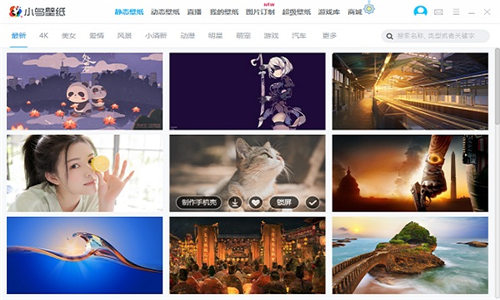 小鸟壁纸
静态壁纸 动态壁纸 直播 我的壁纸 图片订制 超级壁纸 游戏库 商城
NEW
最新 4K 美女 爱情 风景 小清新 动漫 明星 萌宠 游戏 汽车 更多
搜索名称, 类型或者关键字
制作手机壳 锁屏